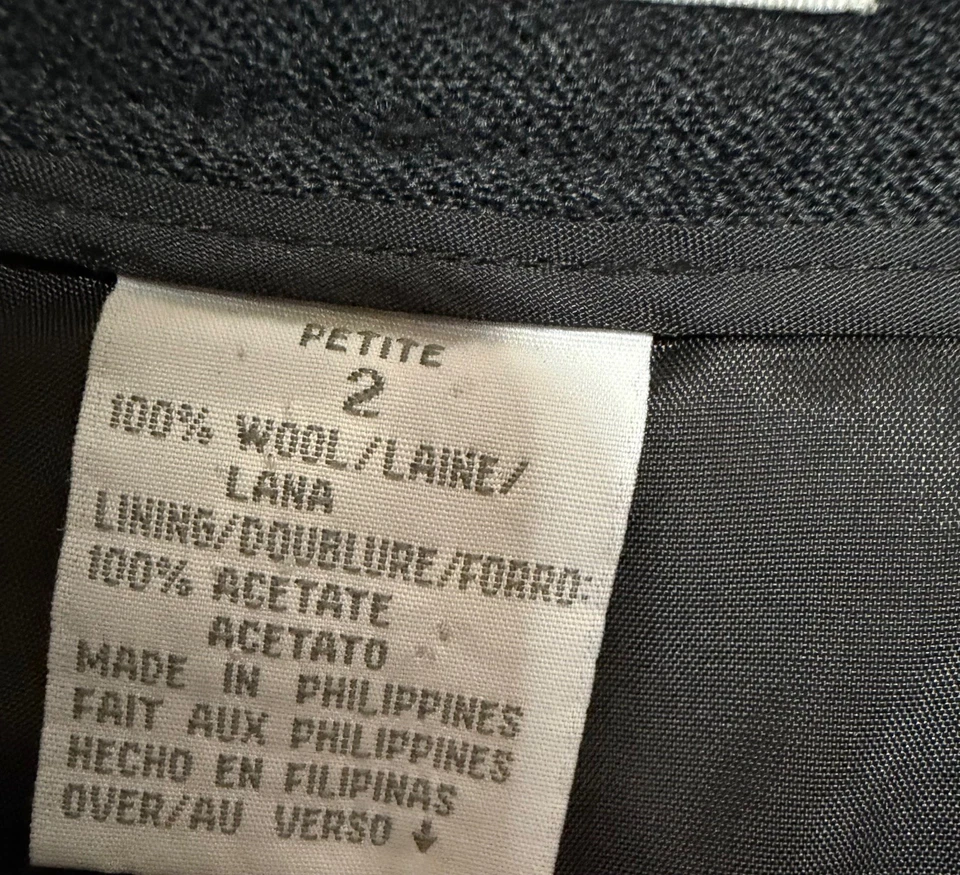 PETITE
2
100% WOOL/LAINE/
LANA
LINING/DOUBLURE/FORRO:
100% ACETATE
ACETATO
MADE IN PHILIPPINES
FAIT AUX PHILIPPINES
HECHO EN FILIPINAS
OVER/AU VERSO ↓